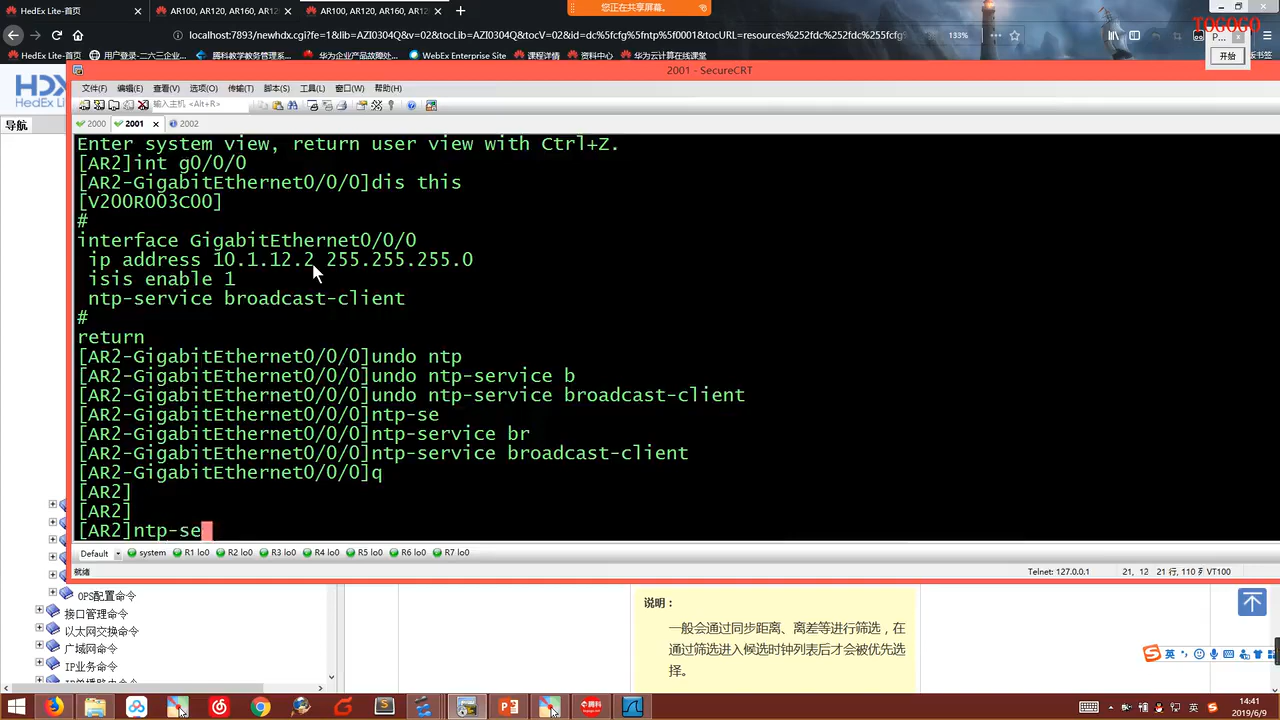 HedEx Lite-首页
AR100, AR120, AR160, AR12
AR100, AR120, AR160, AR12
您正在共享屏幕。
TOGOGO
localhost:7893/newhdx.cgi?fe=1&lib=AZI0304Q&v=02&tocLib=AZI0304Q&tocV=02&id=dc%5fcfg%5fntp%5f0001&tocURL=resources%252fdc%252fdc%255fcfg
133%
P...
开始
HedEx Lite-首页
用户登录-二六三企业...
腾科教学教务管理系...
华为企业产品故障处...
WebEx Enterprise Site
课程详情
资料中心
华为云计算在线课堂
HDX
HedEx Lite
导航
2001 - SecureCRT
文件(F)
编辑(E)
查看(V)
选项(O)
传输(T)
脚本(S)
工具(L)
窗口(W)
帮助(H)
输入主机 <Alt+R>
2000
2001
2002
Enter system view, return user view with Ctrl+Z.
[AR2]int g0/0/0
[AR2-GigabitEthernet0/0/0]dis this
[V200R003C00]
#
interface GigabitEthernet0/0/0
ip address 10.1.12.2 255.255.255.0
isis enable 1
ntp-service broadcast-client
#
return
[AR2-GigabitEthernet0/0/0]undo ntp
[AR2-GigabitEthernet0/0/0]undo ntp-service b
[AR2-GigabitEthernet0/0/0]undo ntp-service broadcast-client
[AR2-GigabitEthernet0/0/0]ntp-se
[AR2-GigabitEthernet0/0/0]ntp-service br
[AR2-GigabitEthernet0/0/0]ntp-service broadcast-client
[AR2-GigabitEthernet0/0/0]q
[AR2]
[AR2]
[AR2]ntp-se
Default
system
R1 lo0
R2 lo0
R3 lo0
R4 lo0
R5 lo0
R6 lo0
R7 lo0
就绪
Telnet: 127.0.0.1
21, 12
21 行, 110 列
VT100
OPS配置命令
接口管理命令
以太网交换命令
广域网命令
IP业务命令
说明：
一般会通过同步距离、离差等进行筛选，在
通过筛选进入候选时钟列表后才会被优先选
择。
英
英
14:41
2019/6/9